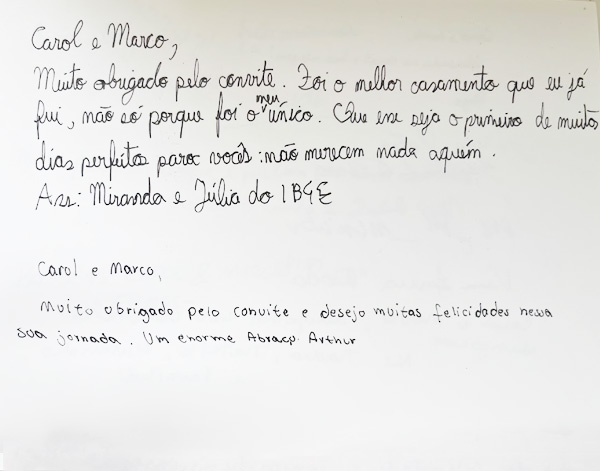 Carol e Marco,
Muito obrigado pelo convite. Foi o melhor casamento que eu já
fui, não só porque foi o meu único. Que esse seja o primeiro de muitos
dias perfeitos para vocês: não merecem nada aquém.
Ass: Miranda e Júlia do IBGE
Carol e Marco,
Muito obrigado pelo convite e desejo muitas felicidades nessa
sua jornada. Um enorme Abraço. Arthur